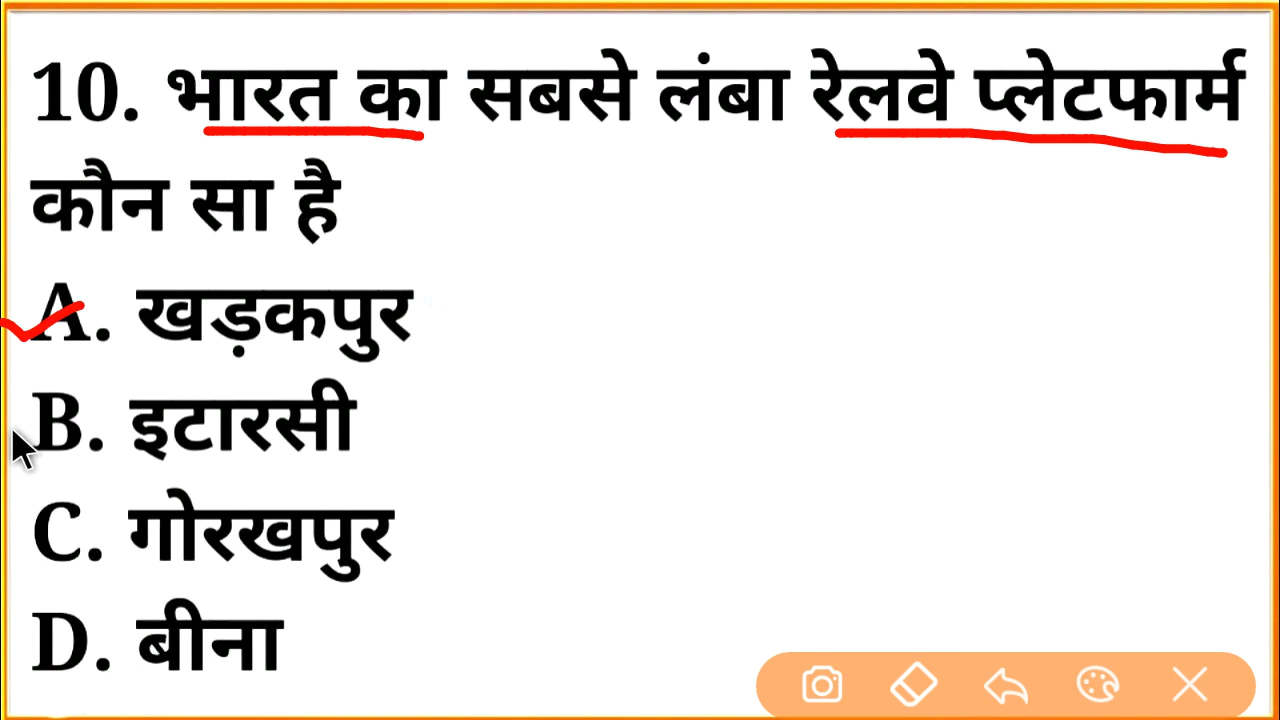 10. भारत का सबसे लंबा रेलवे प्लेटफार्म
कौन सा है
A. खड़कपुर
B. इटारसी
C. गोरखपुर
D. बीना